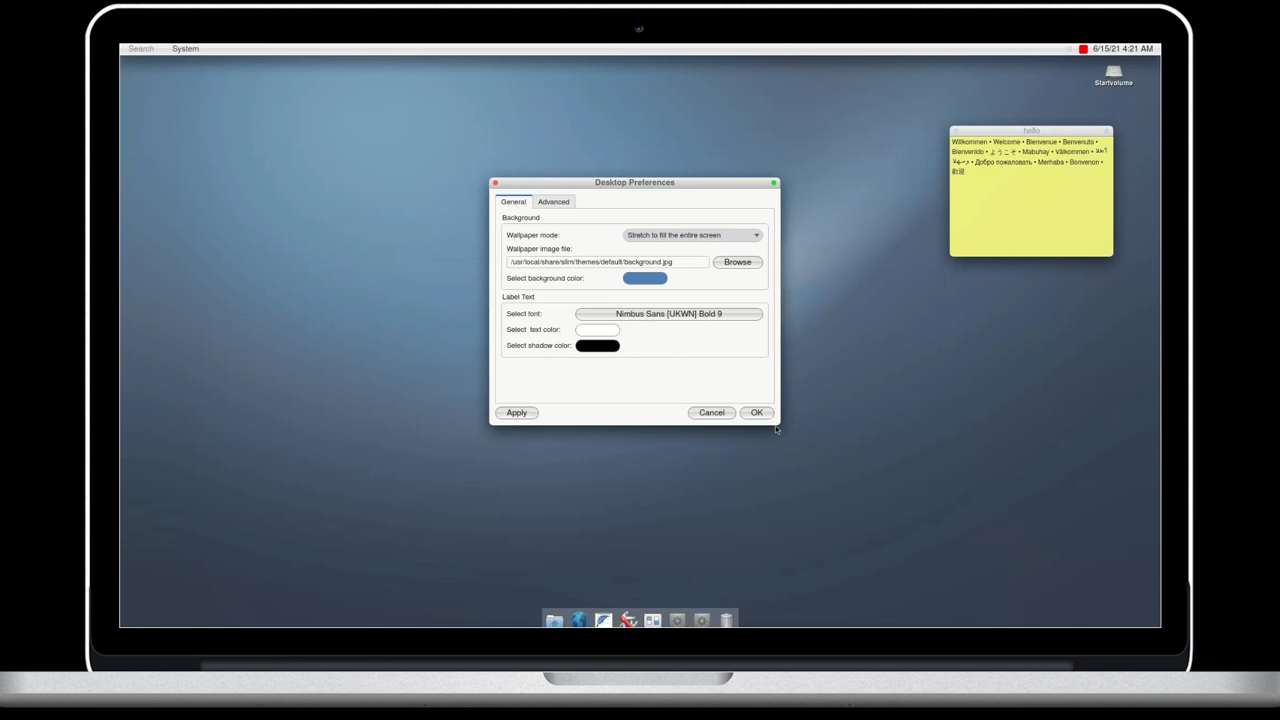 Search System 6/15/21 4:21 AM
Startvolume
hello
Willkommen • Welcome • Bienvenue • Benvenuto •
Bienvenido • ようこそ • Mabuhay • Välkommen •
• Добро пожаловать • Merhaba • Bonvenon •
歡迎
Desktop Preferences
General Advanced
Background
Wallpaper mode: Stretch to fill the entire screen
Wallpaper image file:
/usr/local/share/slim/themes/default/background.jpg Browse
Select background color:
Label Text
Select font: Nimbus Sans [UKWN] Bold 9
Select text color:
Select shadow color:
Apply Cancel OK